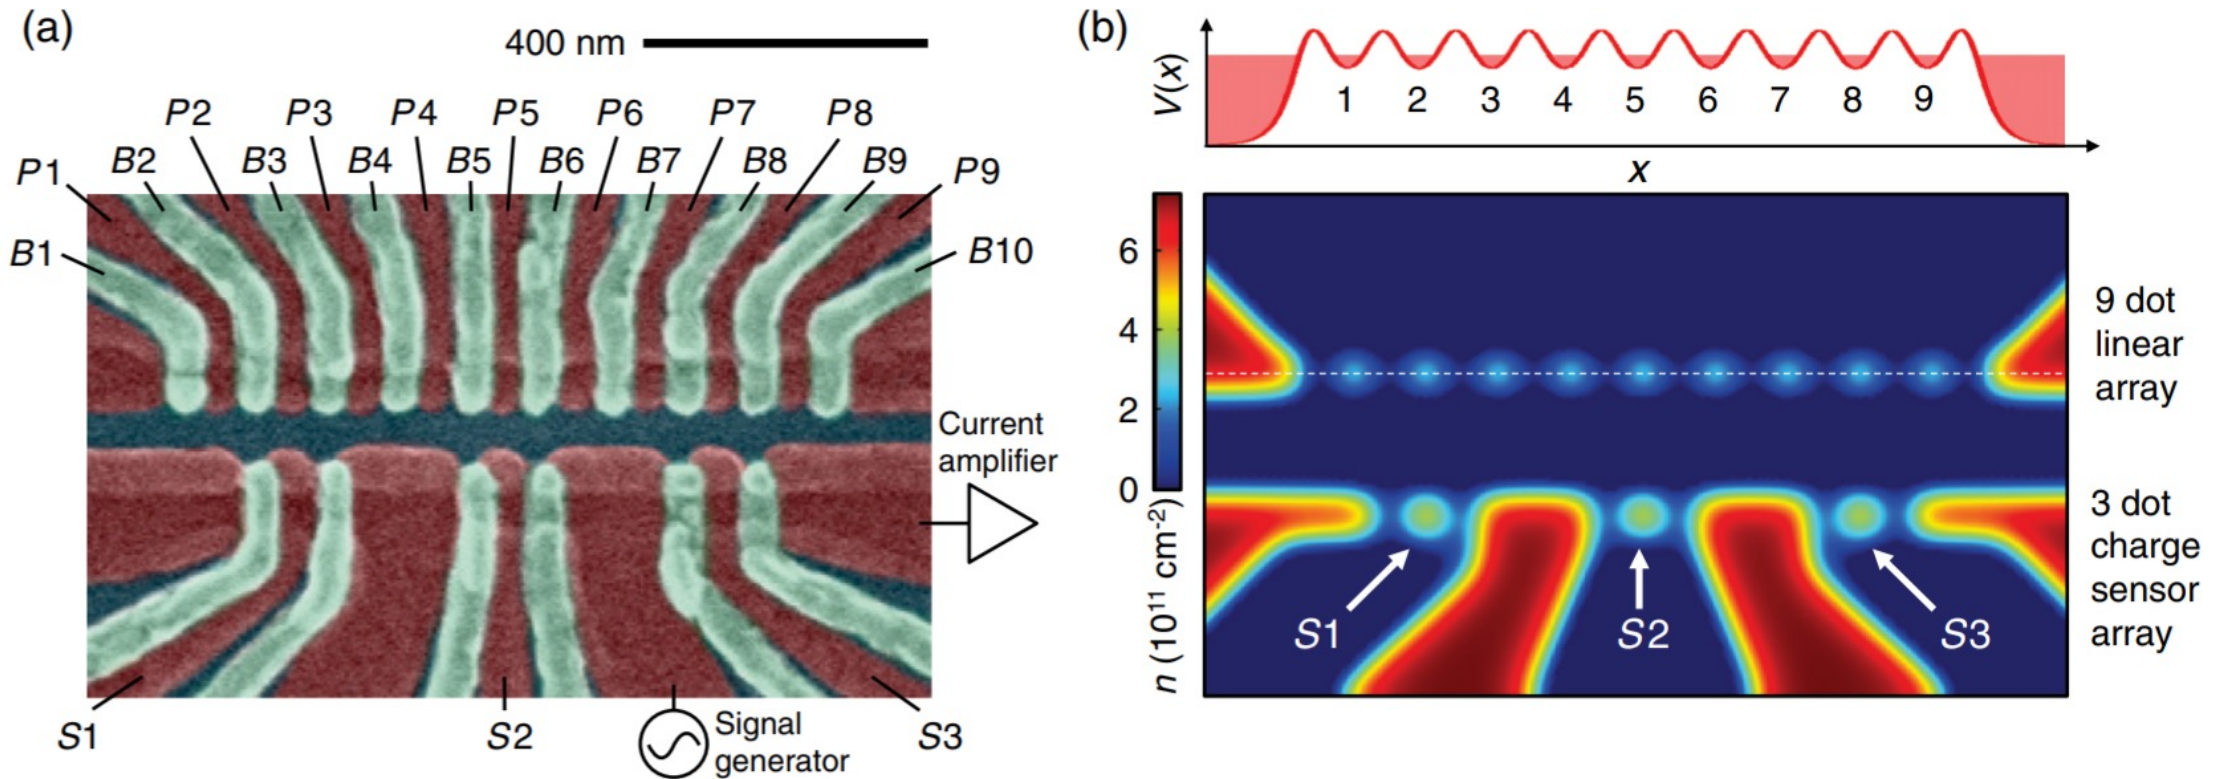 (a)
400 nm
P2 P3 P4 P5 P6 P7 P8
P1 B2 B3 B4 B5 B6 B7 B8 B9 P9
B1
B10
Current
amplifier
S1
S2
Signal
generator
S3
(b)
V(x)
1 2 3 4 5 6 7 8 9
x
6
4
2
0
n (10¹¹ cm⁻²)
9 dot
linear
array
3 dot
charge
sensor
array
S1
S2
S3